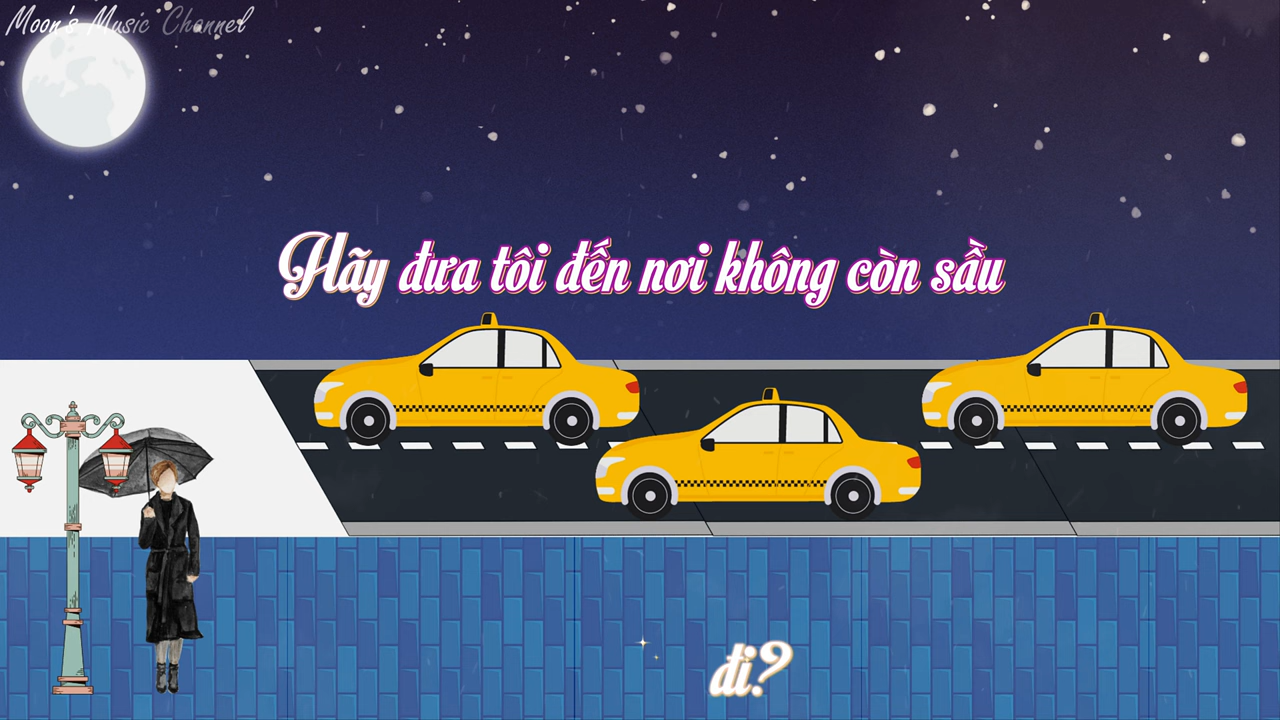 Moon's Music Channel
Hãy đưa tôi đến nơi không còn sầu
đi?